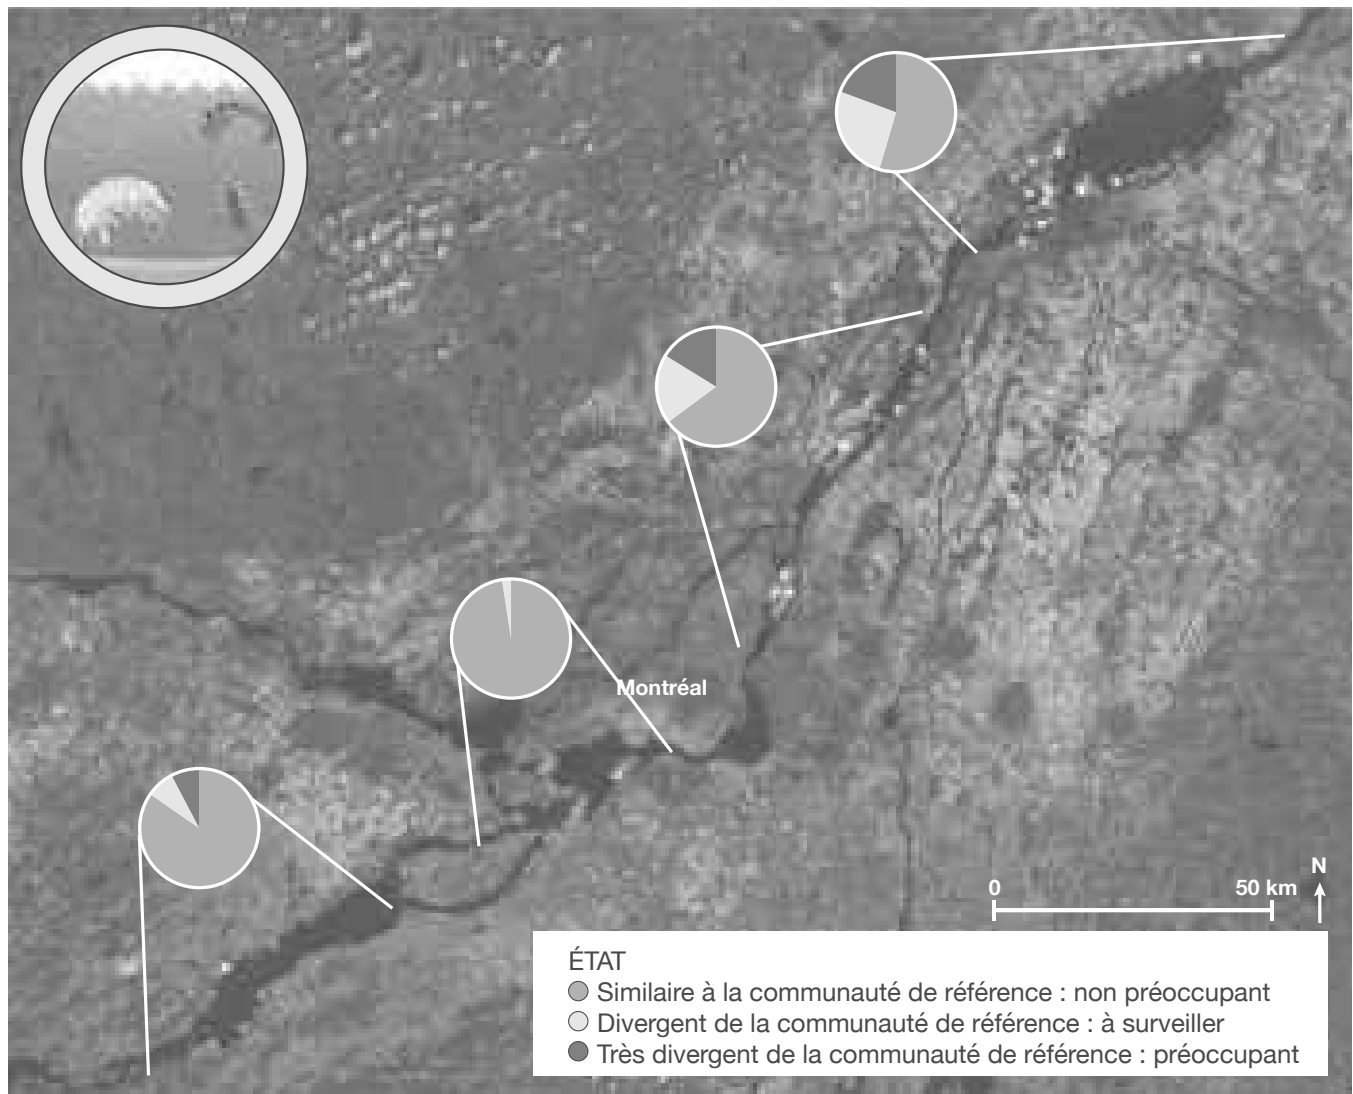 Montréal
0 50 km N
ÉTAT
Similaire à la communauté de référence : non préoccupant
Divergent de la communauté de référence : à surveiller
Très divergent de la communauté de référence : préoccupant